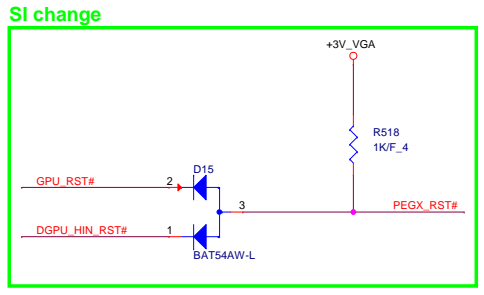 SI change
+3V_VGA
R518
1K/F_4
D15
GPU_RST#
2
3
PEGX_RST#
DGPU_HIN_RST#
1
BAT54AW-L